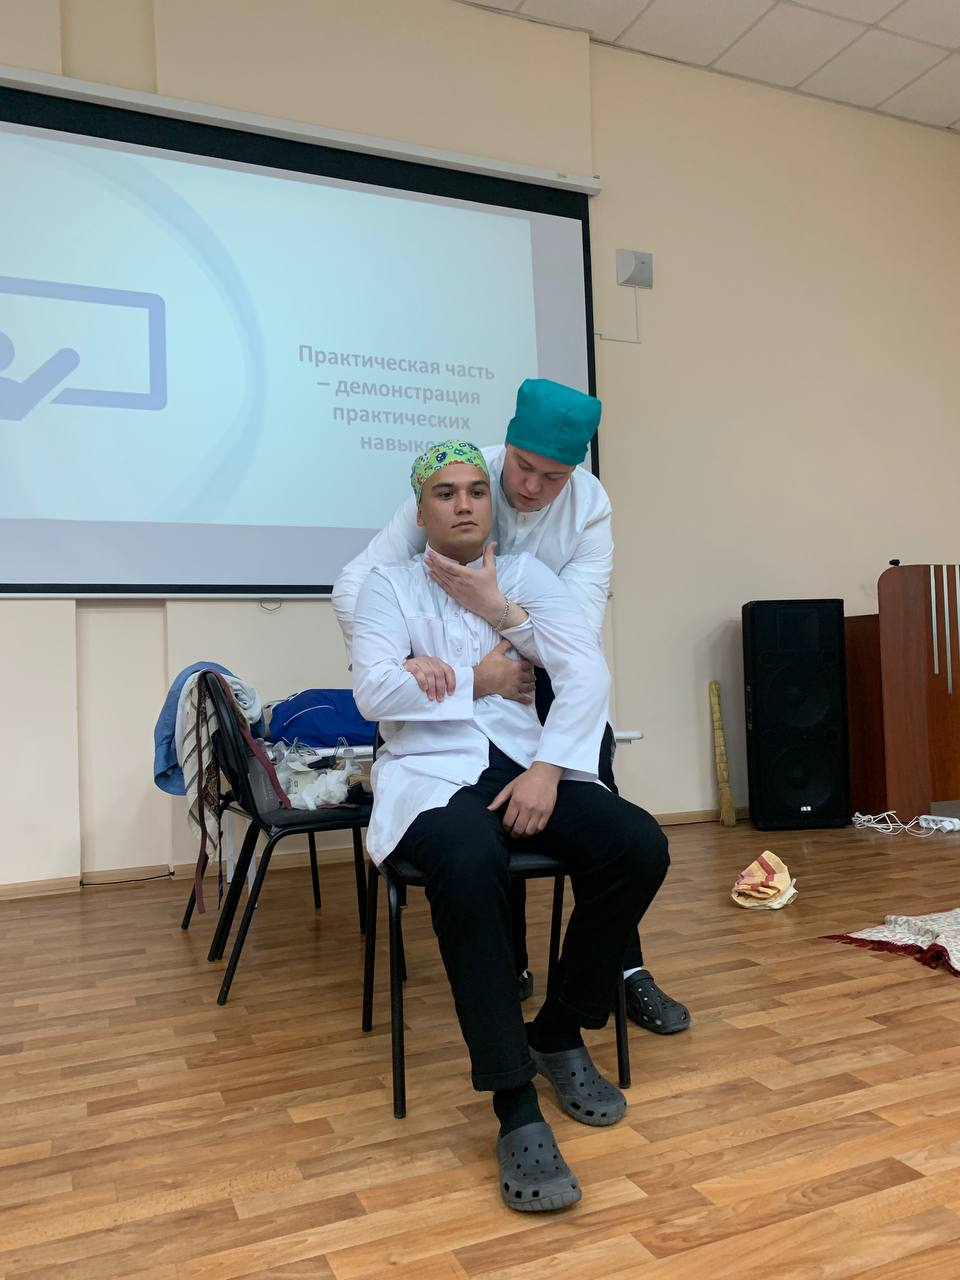 Практическая часть
– демонстрация
практических